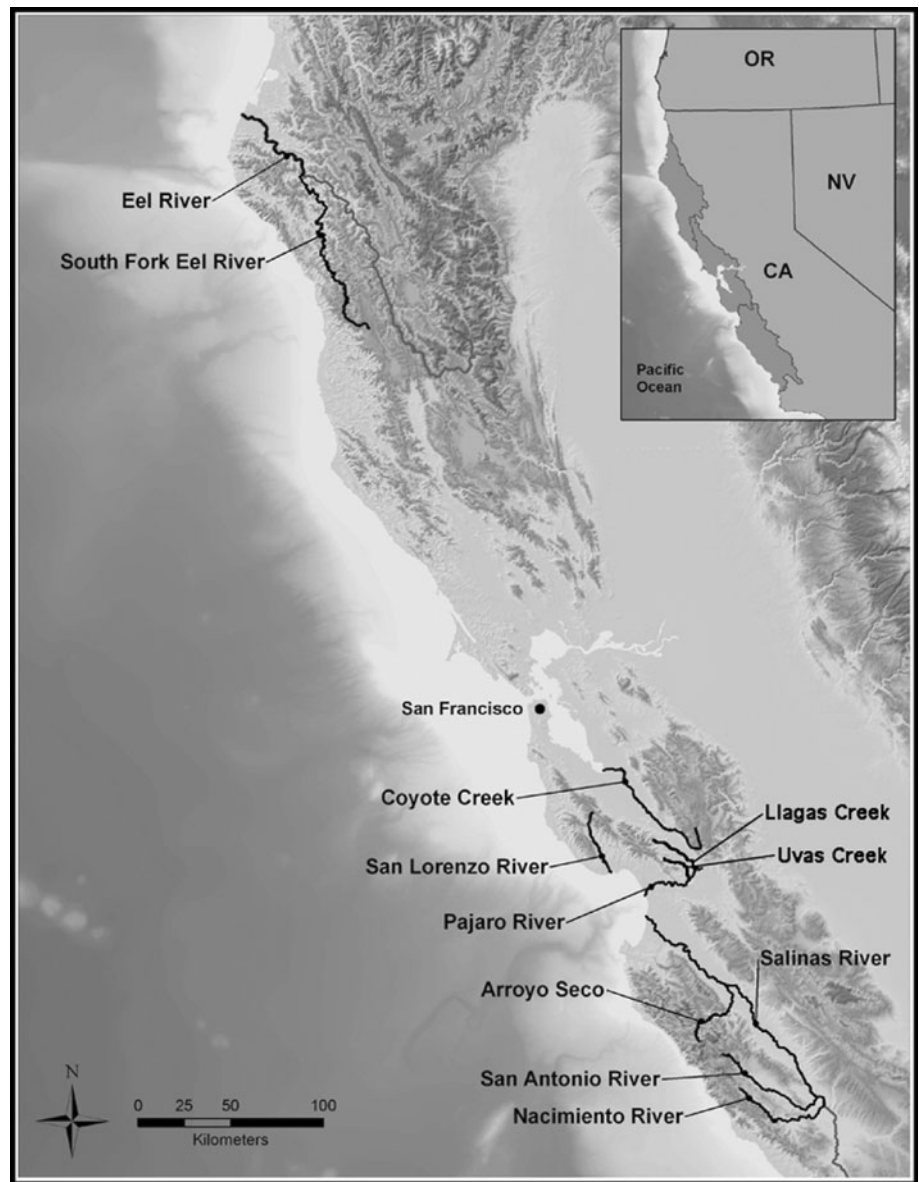 OR
NV
CA
Pacific
Ocean
Eel River
South Fork Eel River
San Francisco
Coyote Creek
Llagas Creek
San Lorenzo River
Uvas Creek
Pajaro River
Salinas River
Arroyo Seco
San Antonio River
Nacimiento River
N
0 25 50 100
Kilometers